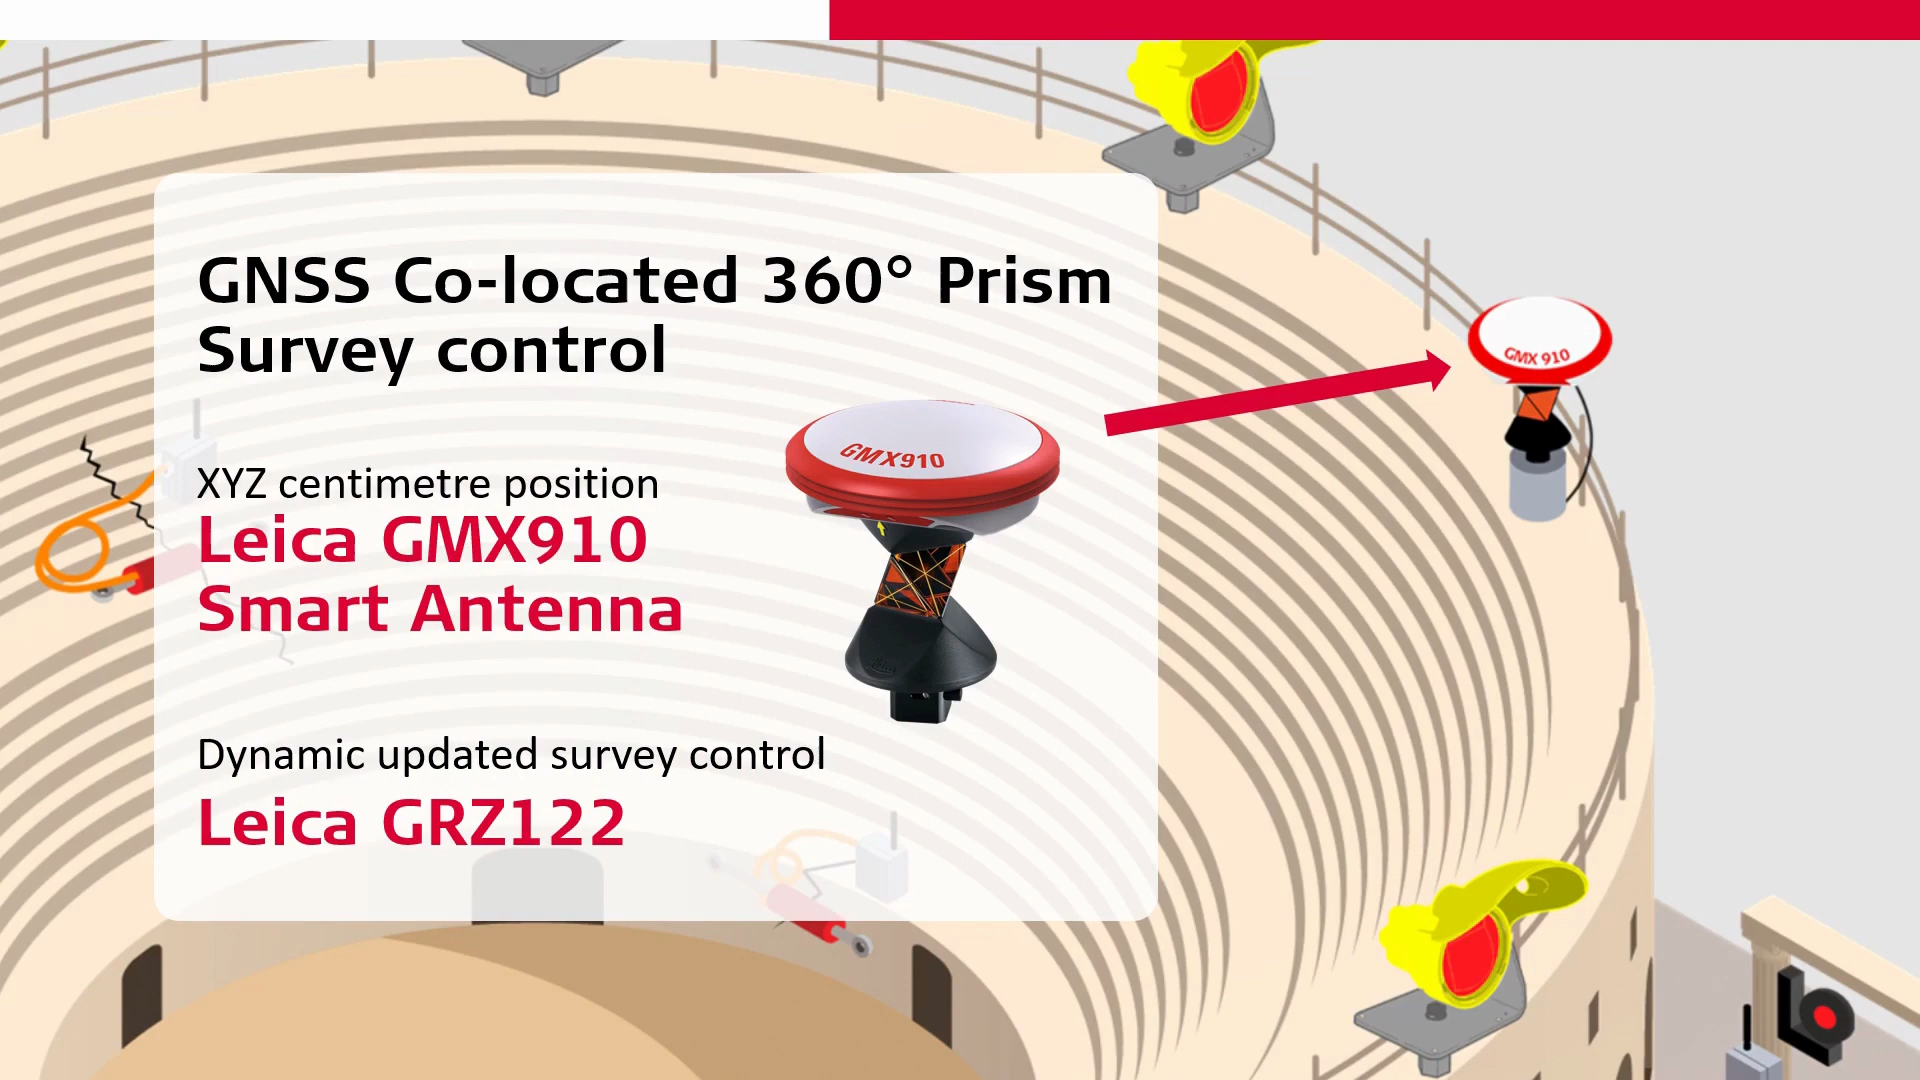 GNSS Co-located 360° Prism
Survey control
GMX 910
GMX910
XYZ centimetre position
Leica GMX910
Smart Antenna
Dynamic updated survey control
Leica GRZ122